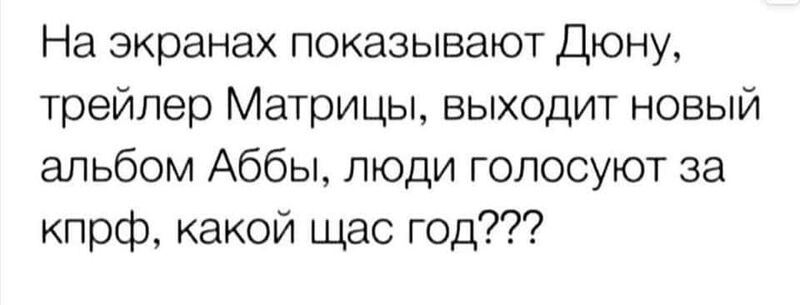 На экранах показывают Дюну,
трейлер Матрицы, выходит новый
альбом Аббы, люди голосуют за
кпрф, какой щас год???